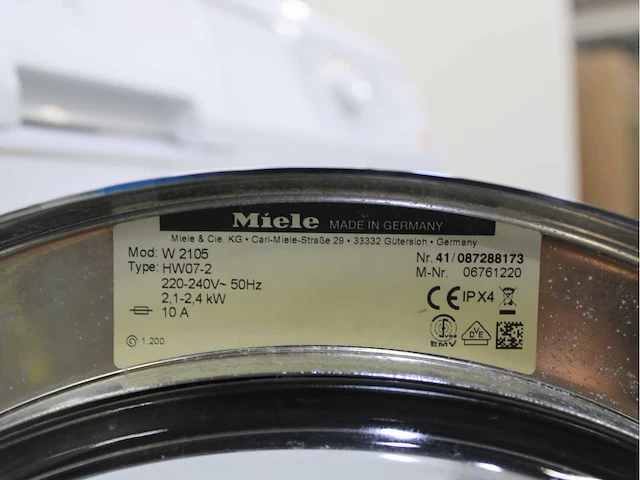 Miele MADE IN GERMANY
Miele & Cie. KG • Carl-Miele-Straße 29 • 33332 Gütersloh • Germany
Mod: W 2105
Type: HW07-2
220-240V~ 50Hz
2,1-2,4 kW
10 A
1 200
Nr. 41/087288173
M-Nr. 06761220
CE IPX4
EMV
VDE